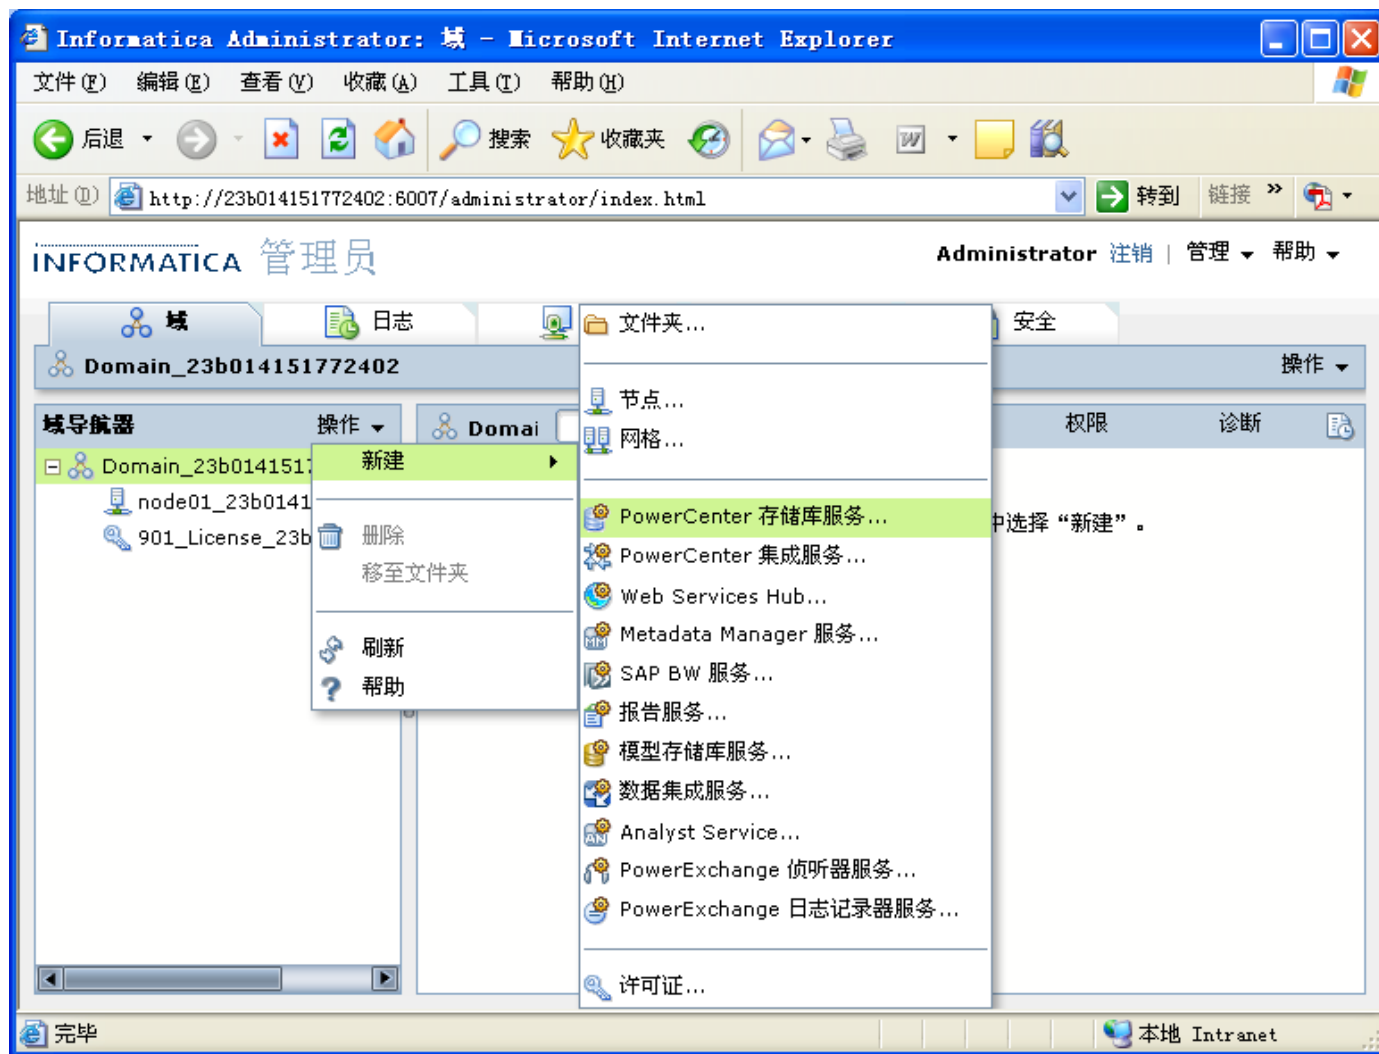 Informatica Administrator: 域 - Microsoft Internet Explorer
文件(F) 编辑(E) 查看(V) 收藏(A) 工具(T) 帮助(H)
后退 搜索 收藏夹
地址(D) http://23b014151772402:6007/administrator/index.html 转到 链接 »
INFORMATICA 管理员 Administrator 注销 | 管理 帮助
域 日志 安全
Domain_23b014151772402 操作
域导航器 操作 Domai 权限 诊断
Domain_23b0141517
node01_23b0141
901_License_23b
中选择“新建”。
新建
删除
移至文件夹
刷新
帮助
文件夹...
节点...
网格...
PowerCenter 存储库服务...
PowerCenter 集成服务...
Web Services Hub...
Metadata Manager 服务...
SAP BW 服务...
报告服务...
模型存储库服务...
数据集成服务...
Analyst Service...
PowerExchange 侦听器服务...
PowerExchange 日志记录器服务...
许可证...
完毕 本地 Intranet